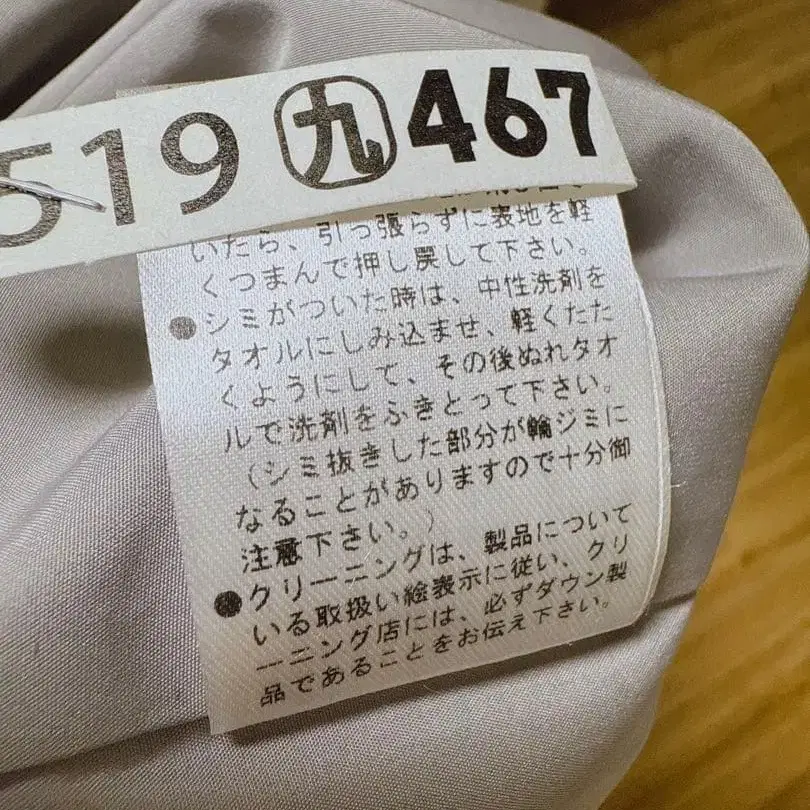 519 九 467
いたら、引っ張らずに表地を軽
くつまんで押し戻して下さい。
●シミがついた時は、中性洗剤を
タオルにしみ込ませ、軽くたた
くようにして、その後ぬれタオ
ルで洗剤をふきとって下さい。
(シミ抜きした部分が輪ジミに
なることがありますので十分御
注意下さい。)
●クリーニングは、製品について
いる取扱い絵表示に従い、クリ
ーニング店には、必ずダウン製
品であることをお伝え下さい。